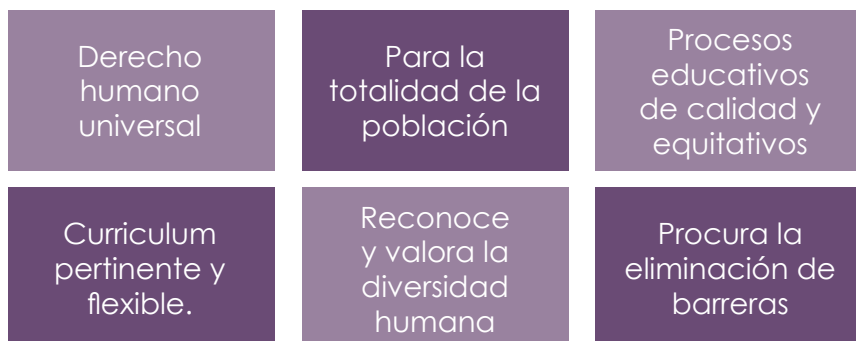 Derecho
humano
universal
Para la
totalidad de la
población
Procesos
educativos
de calidad y
equitativos
Curriculum
pertinente y
flexible.
Reconoce
y valora la
diversidad
humana
Procura la
eliminación de
barreras